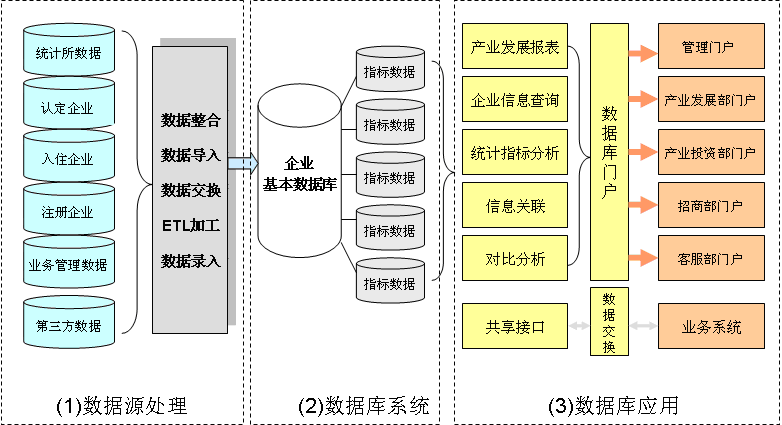 统计所数据
认定企业
入住企业
注册企业
业务管理数据
第三方数据
数据整合
数据导入
数据交换
ETL加工
数据录入
(1)数据源处理
企业
基本数据库
指标数据
指标数据
指标数据
指标数据
指标数据
(2)数据库系统
产业发展报表
企业信息查询
统计指标分析
信息关联
对比分析
共享接口
数据库门户
数据交换
管理门户
产业发展部门户
产业投资部门户
招商部门户
客服部门户
业务系统
(3)数据库应用